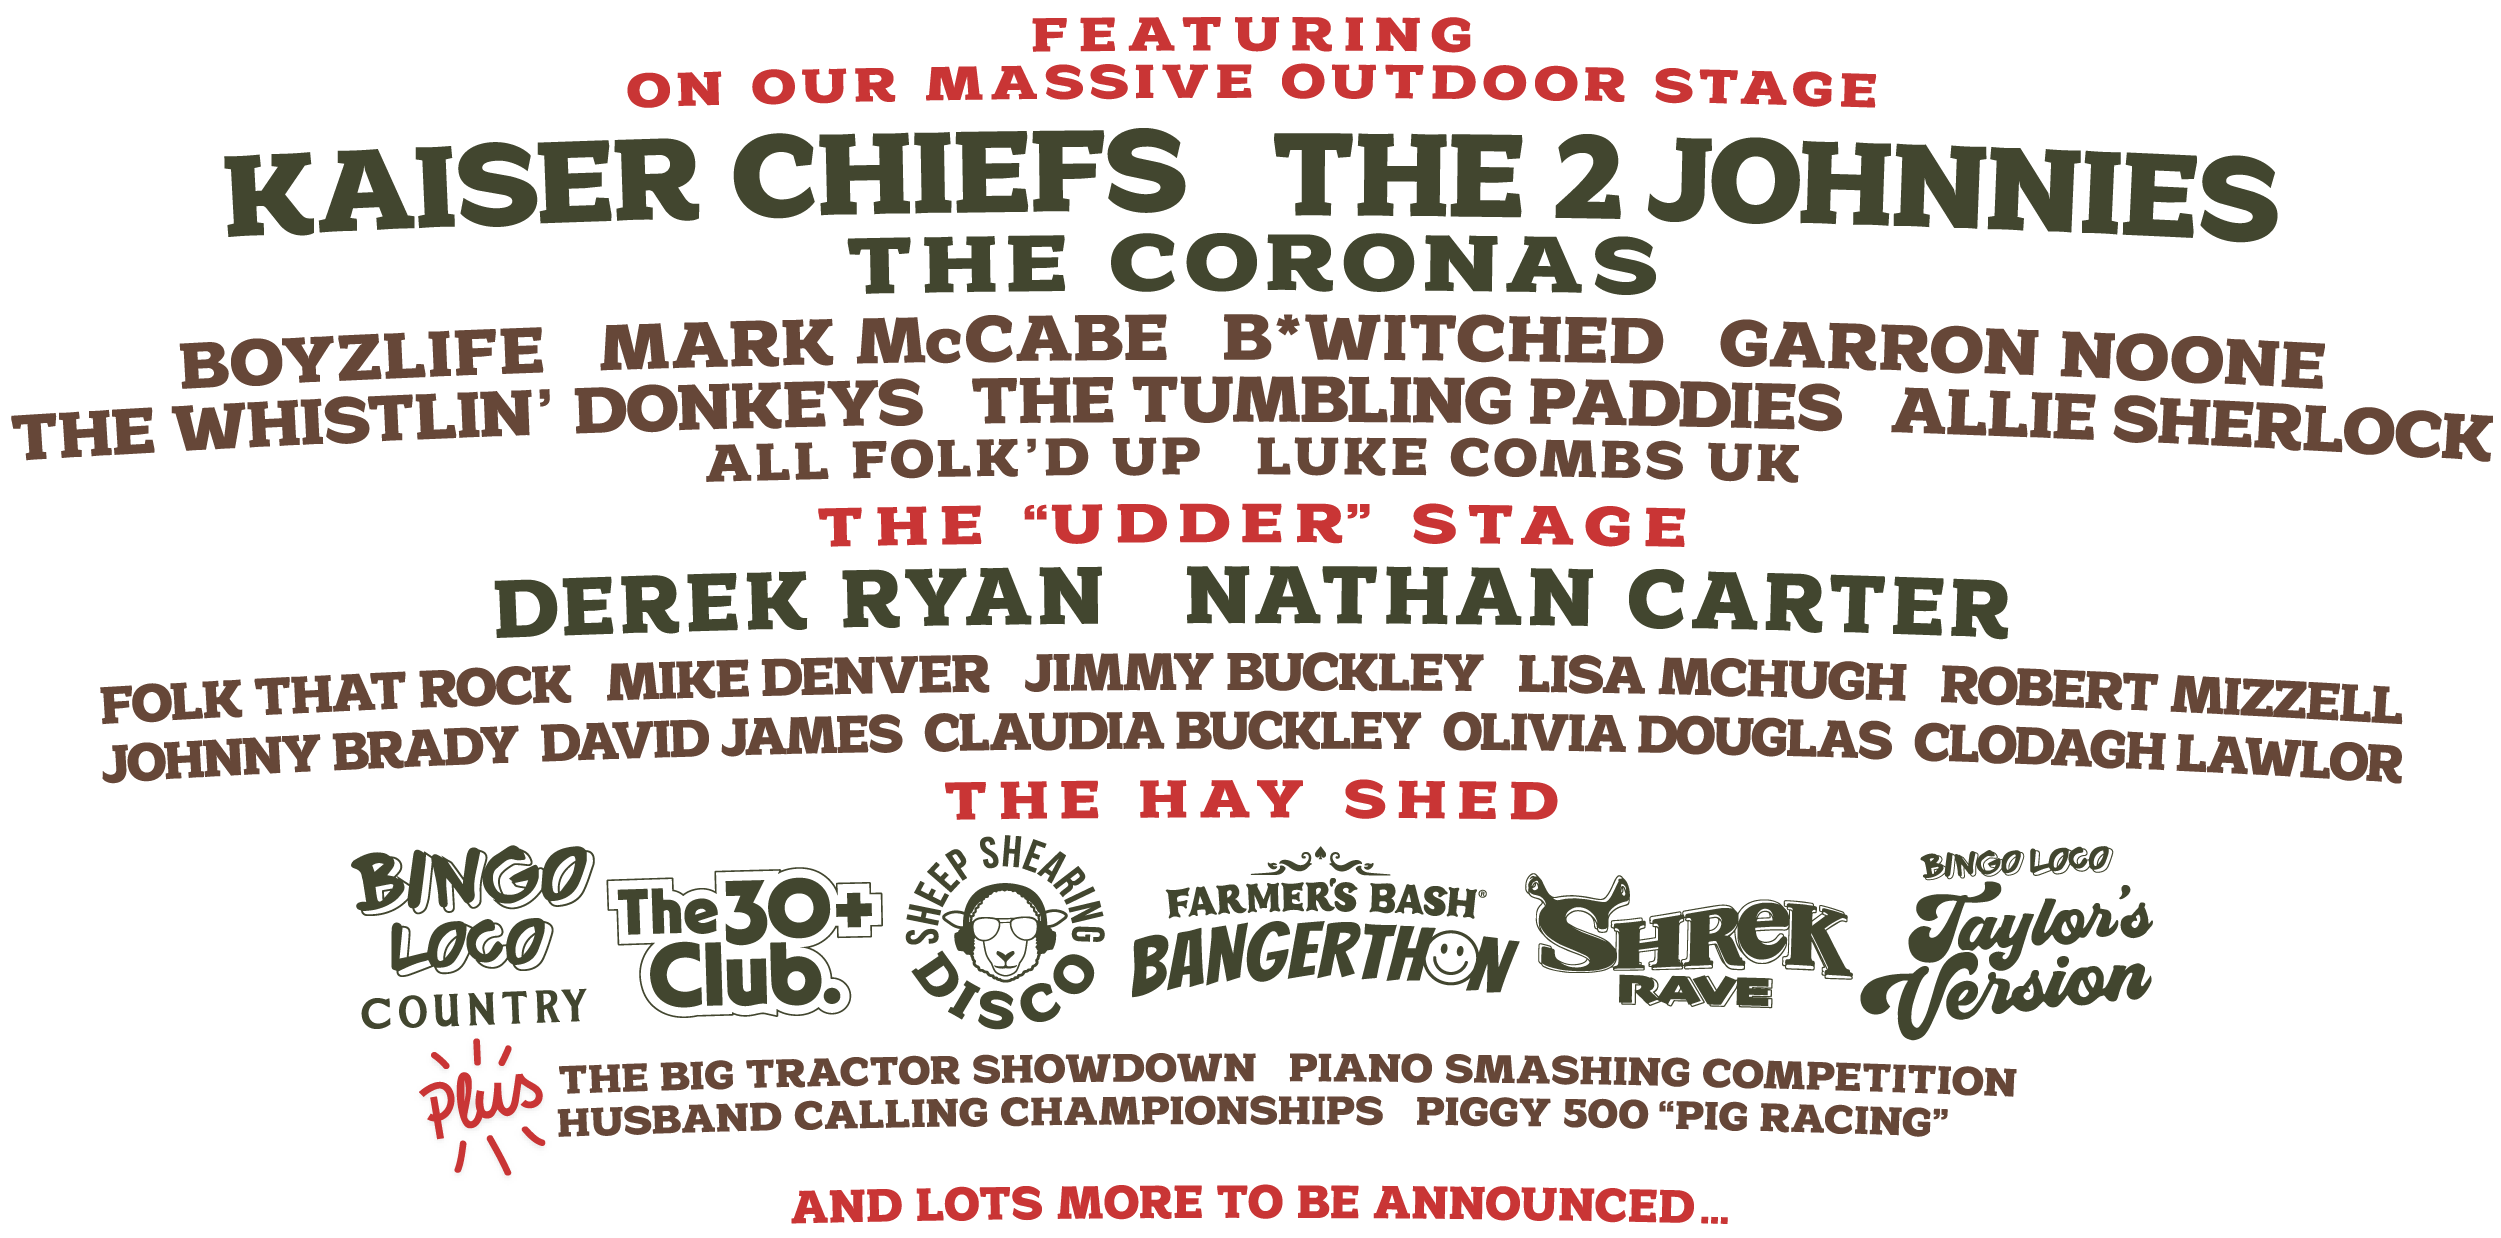 FEATURING
ON OUR MASSIVE OUTDOOR STAGE
KAISER CHIEFS THE 2 JOHNNIES
THE CORONAS
BOYZLIFE MARK McCABE B*WITCHED GARRON NOONE
THE WHISTLIN' DONKEYS THE TUMBLING PADDIES ALLIE SHERLOCK
ALL FOLK'D UP LUKE COMBS UK
THE “UDDER” STAGE
DEREK RYAN NATHAN CARTER
FOLK THAT ROCK MIKE DENVER JIMMY BUCKLEY LISA MCHUGH ROBERT MIZZELL
JOHNNY BRADY DAVID JAMES CLAUDIA BUCKLEY OLIVIA DOUGLAS CLODAGH LAWLOR
THE HAY SHED
BINGO
LOCO
COUNTRY
The 30+
Club.
SHEEP SHEARING
DISCO
FARMER'S BASH®
BANGERTHON
SHREK
RAVE
BINGO LOCO
Taylor's
Version
Plus
THE BIG TRACTOR SHOWDOWN PIANO SMASHING COMPETITION
HUSBAND CALLING CHAMPIONSHIPS PIGGY 500 “PIG RACING”
AND LOTS MORE TO BE ANNOUNCED...